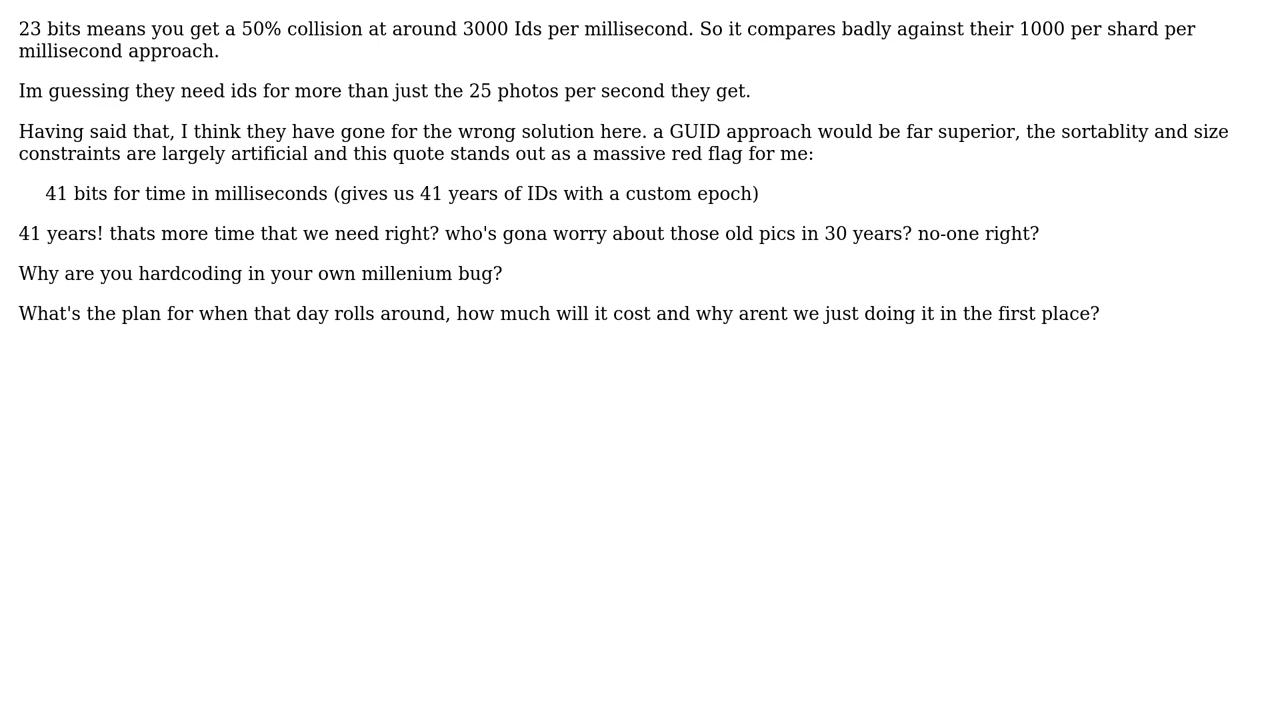 23 bits means you get a 50% collision at around 3000 Ids per millisecond. So it compares badly against their 1000 per shard per
millisecond approach.
Im guessing they need ids for more than just the 25 photos per second they get.
Having said that, I think they have gone for the wrong solution here. a GUID approach would be far superior, the sortablity and size
constraints are largely artificial and this quote stands out as a massive red flag for me:
41 bits for time in milliseconds (gives us 41 years of IDs with a custom epoch)
41 years! thats more time that we need right? who's gona worry about those old pics in 30 years? no-one right?
Why are you hardcoding in your own millenium bug?
What's the plan for when that day rolls around, how much will it cost and why arent we just doing it in the first place?